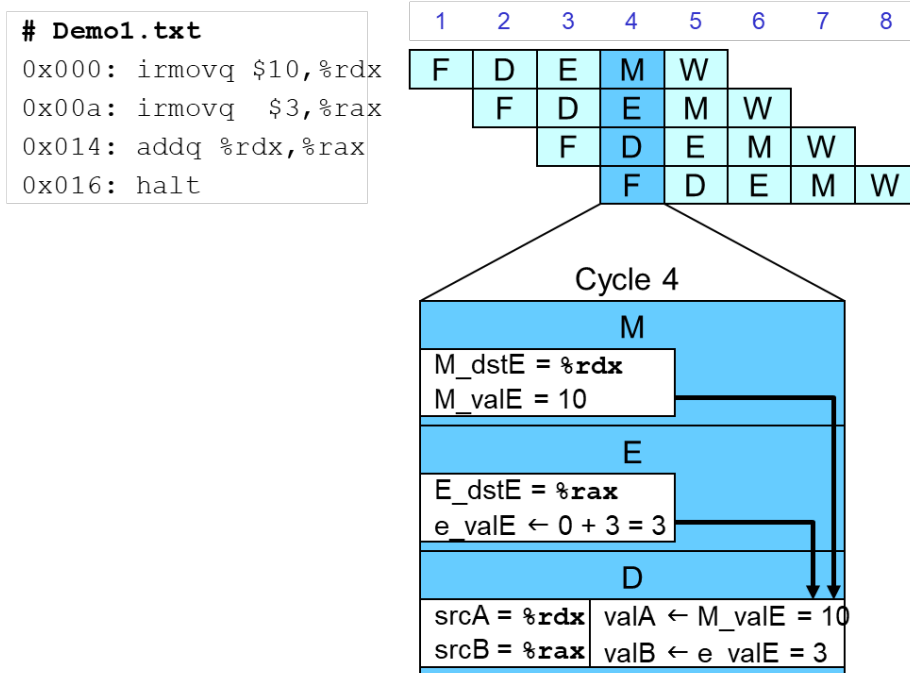 # Demo1.txt
0x000: irmovq $10,%rdx
0x00a: irmovq  $3,%rax
0x014: addq %rdx,%rax
0x016: halt
1 2 3 4 5 6 7 8
F D E M W
F D E M W
F D E M W
F D E M W
Cycle 4
M
M_dstE = %rdx
M_valE = 10
E
E_dstE = %rax
e_valE ← 0 + 3 = 3
D
srcA = %rdx valA ← M_valE = 10
srcB = %rax valB ← e_valE = 3